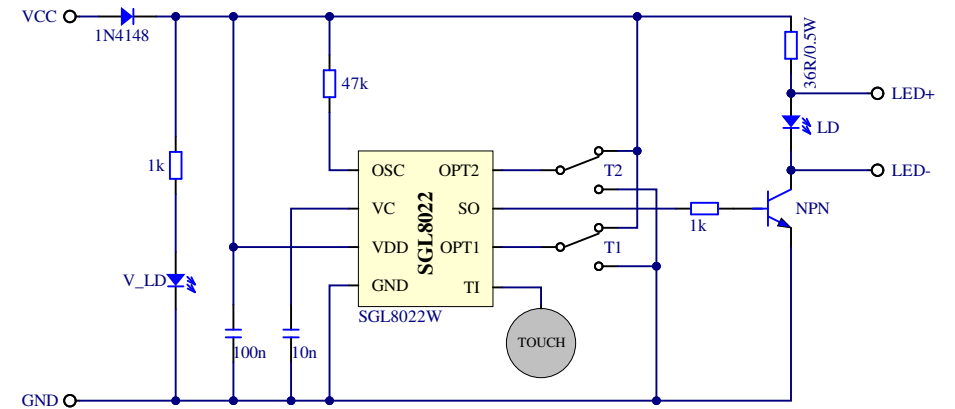 VCC
1N4148
47k
36R/0.5W
LED+
LD
1k
OSC
OPT2
T2
LED-
VC
SO
SGL8022
1k
NPN
VDD
OPT1
T1
V_LD
GND
TI
SGL8022W
100n
10n
TOUCH
GND